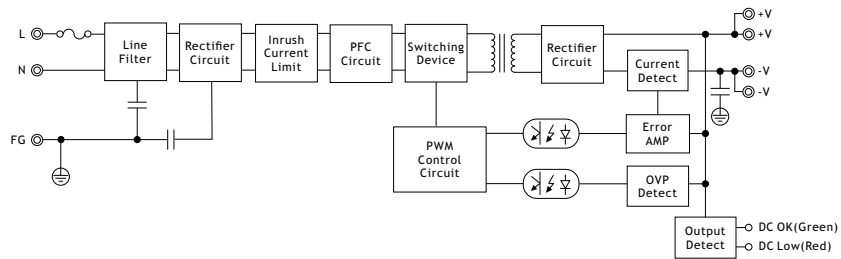 L
N
FG
Line
Filter
Rectifier
Circuit
Inrush
Current
Limit
PFC
Circuit
Switching
Device
Rectifier
Circuit
Current
Detect
+V
+V
-V
-V
PWM
Control
Circuit
Error
AMP
OVP
Detect
Output
Detect
DC OK(Green)
DC Low(Red)